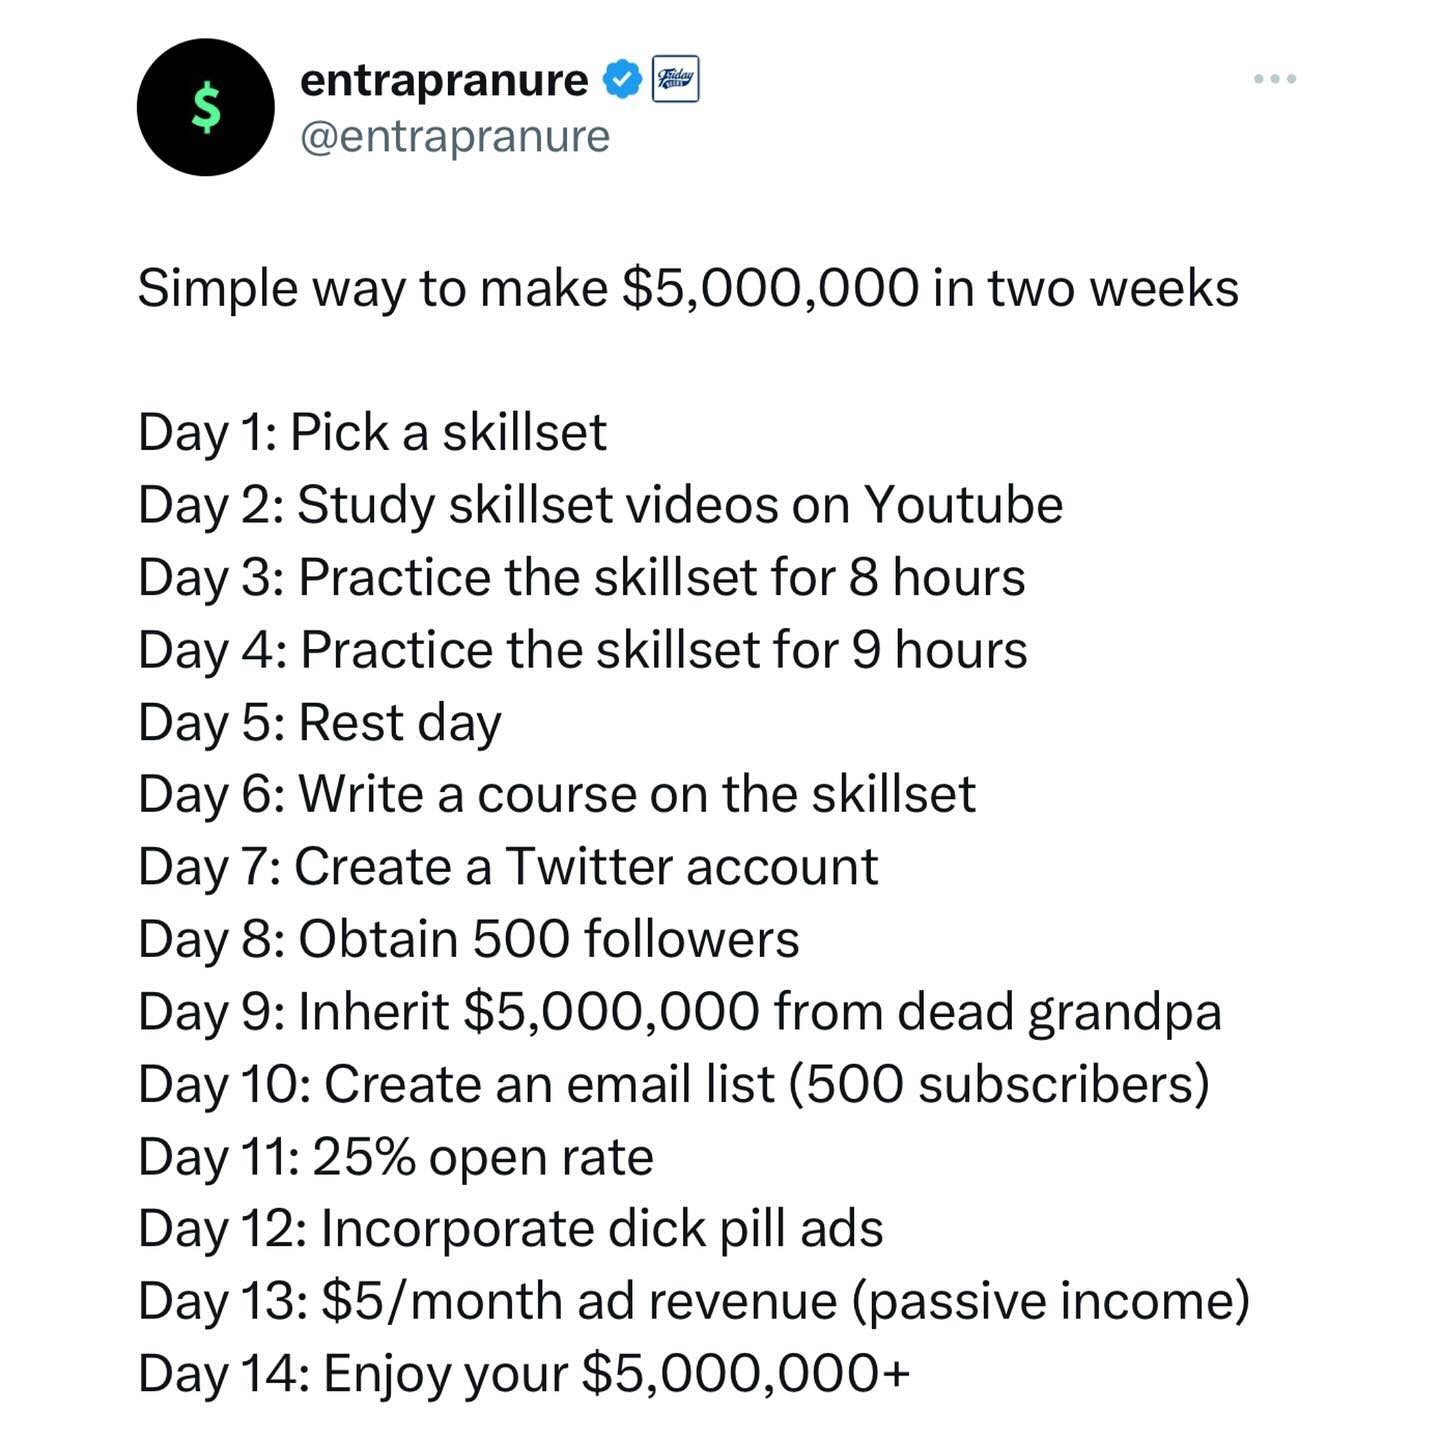 $
entrapranure
Friday
@entrapranure
Simple way to make $5,000,000 in two weeks
Day 1: Pick a skillset
Day 2: Study skillset videos on Youtube
Day 3: Practice the skillset for 8 hours
Day 4: Practice the skillset for 9 hours
Day 5: Rest day
Day 6: Write a course on the skillset
Day 7: Create a Twitter account
Day 8: Obtain 500 followers
Day 9: Inherit $5,000,000 from dead grandpa
Day 10: Create an email list (500 subscribers)
Day 11: 25% open rate
Day 12: Incorporate dick pill ads
Day 13: $5/month ad revenue (passive income)
Day 14: Enjoy your $5,000,000+